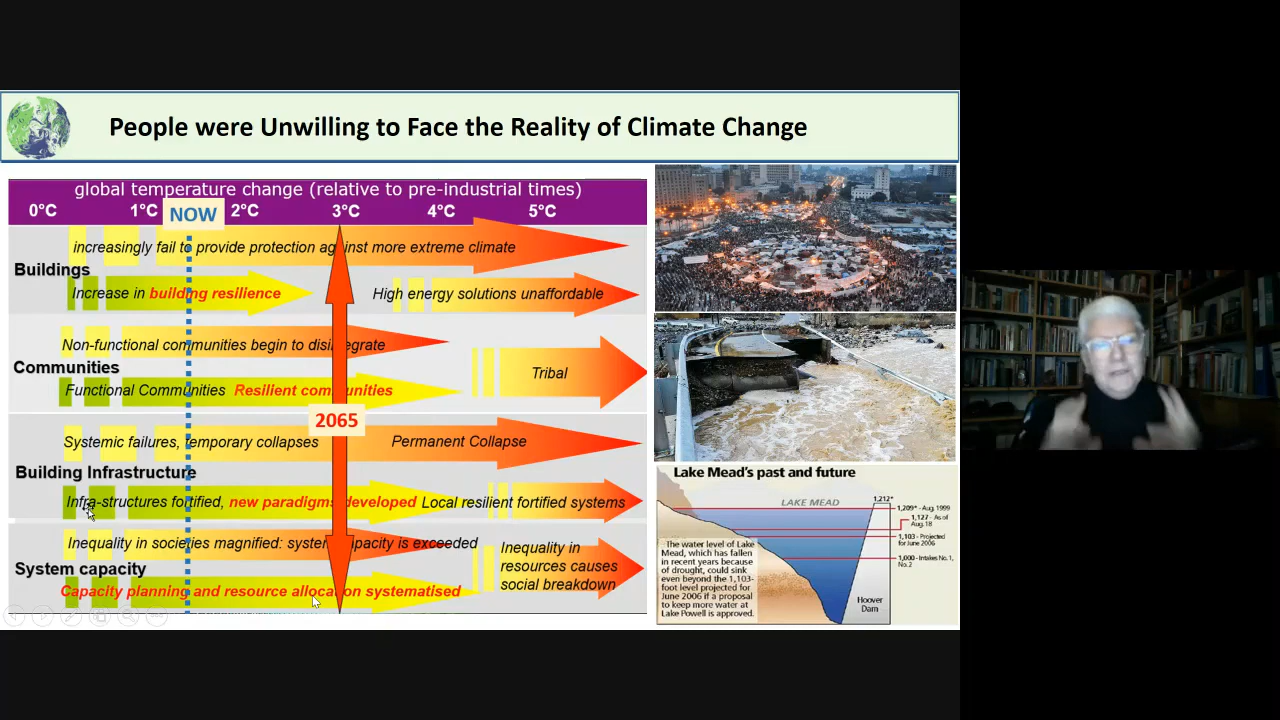 People were Unwilling to Face the Reality of Climate Change
global temperature change (relative to pre-industrial times)
0°C 1°C NOW 2°C 3°C 4°C 5°C
increasingly fail to provide protection against more extreme climate
Buildings
Increase in building resilience
High energy solutions unaffordable
Non-functional communities begin to disintegrate
Communities
Tribal
Functional Communities Resilient communities
2065
Systemic failures, temporary collapses
Permanent Collapse
Building Infrastructure
Infra-structures fortified, new paradigms developed
Local resilient fortified systems
Inequality in societies magnified: system capacity is exceeded
Inequality in
resources causes
social breakdown
System capacity
Capacity planning and resource allocation systematised
Lake Mead's past and future
LAKE MEAD
1,212*
1,209* - Aug. 1999
1,127 - As of
Aug. 18
1,103 - Projected
for June 2006
1,000 - Intakes No. 1,
No. 2
The water level of Lake
Mead, which has fallen
in recent years because
of drought, could sink
even beyond the 1,103-
foot level projected for
June 2006 if a proposal
to keep more water at
Lake Powell is approved.
Hoover
Dam